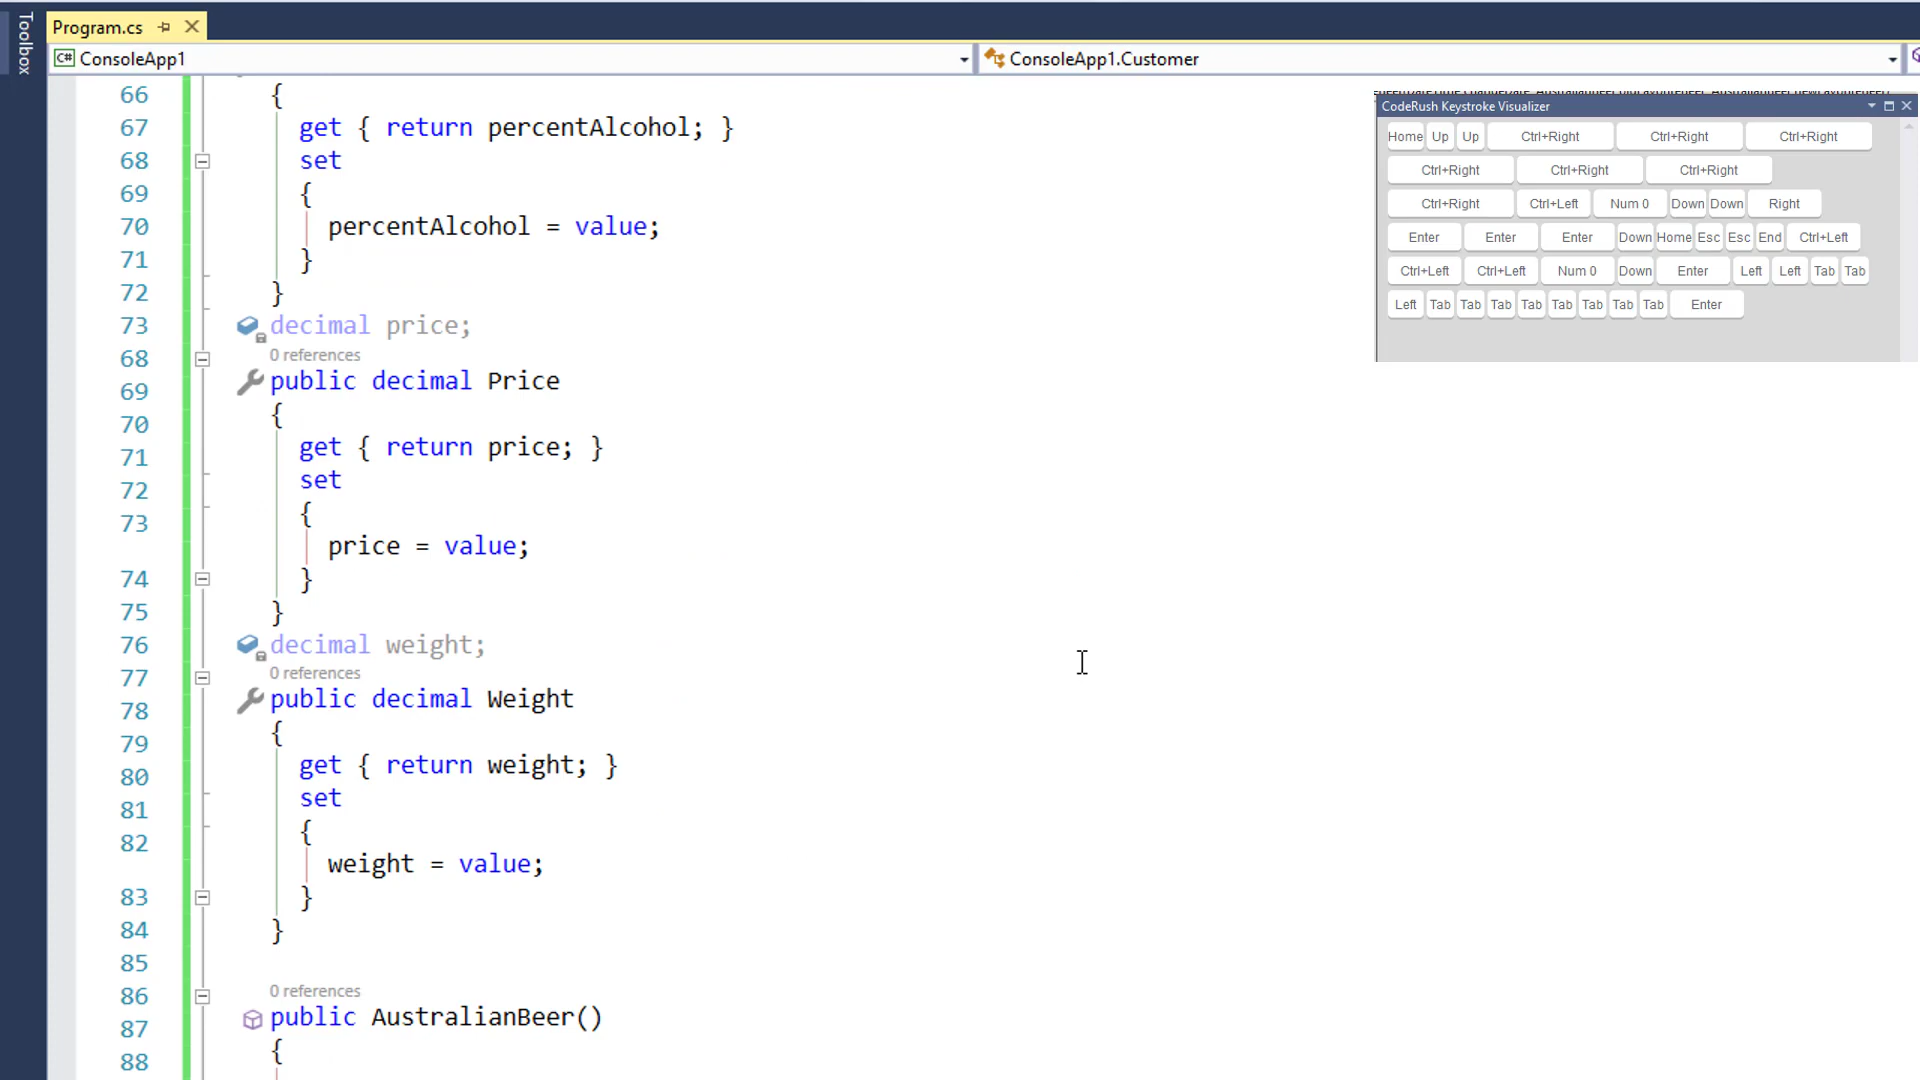 Toolbox
Program.cs
C# ConsoleApp1
ConsoleApp1.Customer
66 {
67 get { return percentAlcohol; }
68 set
69 {
70 percentAlcohol = value;
71 }
72 }
73 decimal price;
0 references
68 public decimal Price
69 {
70 get { return price; }
71 set
72 {
73 price = value;
74 }
75 }
76 decimal weight;
0 references
77 public decimal Weight
78 {
79 get { return weight; }
80 set
81 {
82 weight = value;
83 }
84 }
85
0 references
86 public AustralianBeer()
87 {
88
CodeRush Keystroke Visualizer
Home Up Up Ctrl+Right Ctrl+Right Ctrl+Right
Ctrl+Right Ctrl+Right Ctrl+Right
Ctrl+Right Ctrl+Left Num 0 Down Down Right
Enter Enter Enter Down Home Esc Esc End Ctrl+Left
Ctrl+Left Ctrl+Left Num 0 Down Enter Left Left Tab Tab
Left Tab Tab Tab Tab Tab Tab Tab Tab Enter